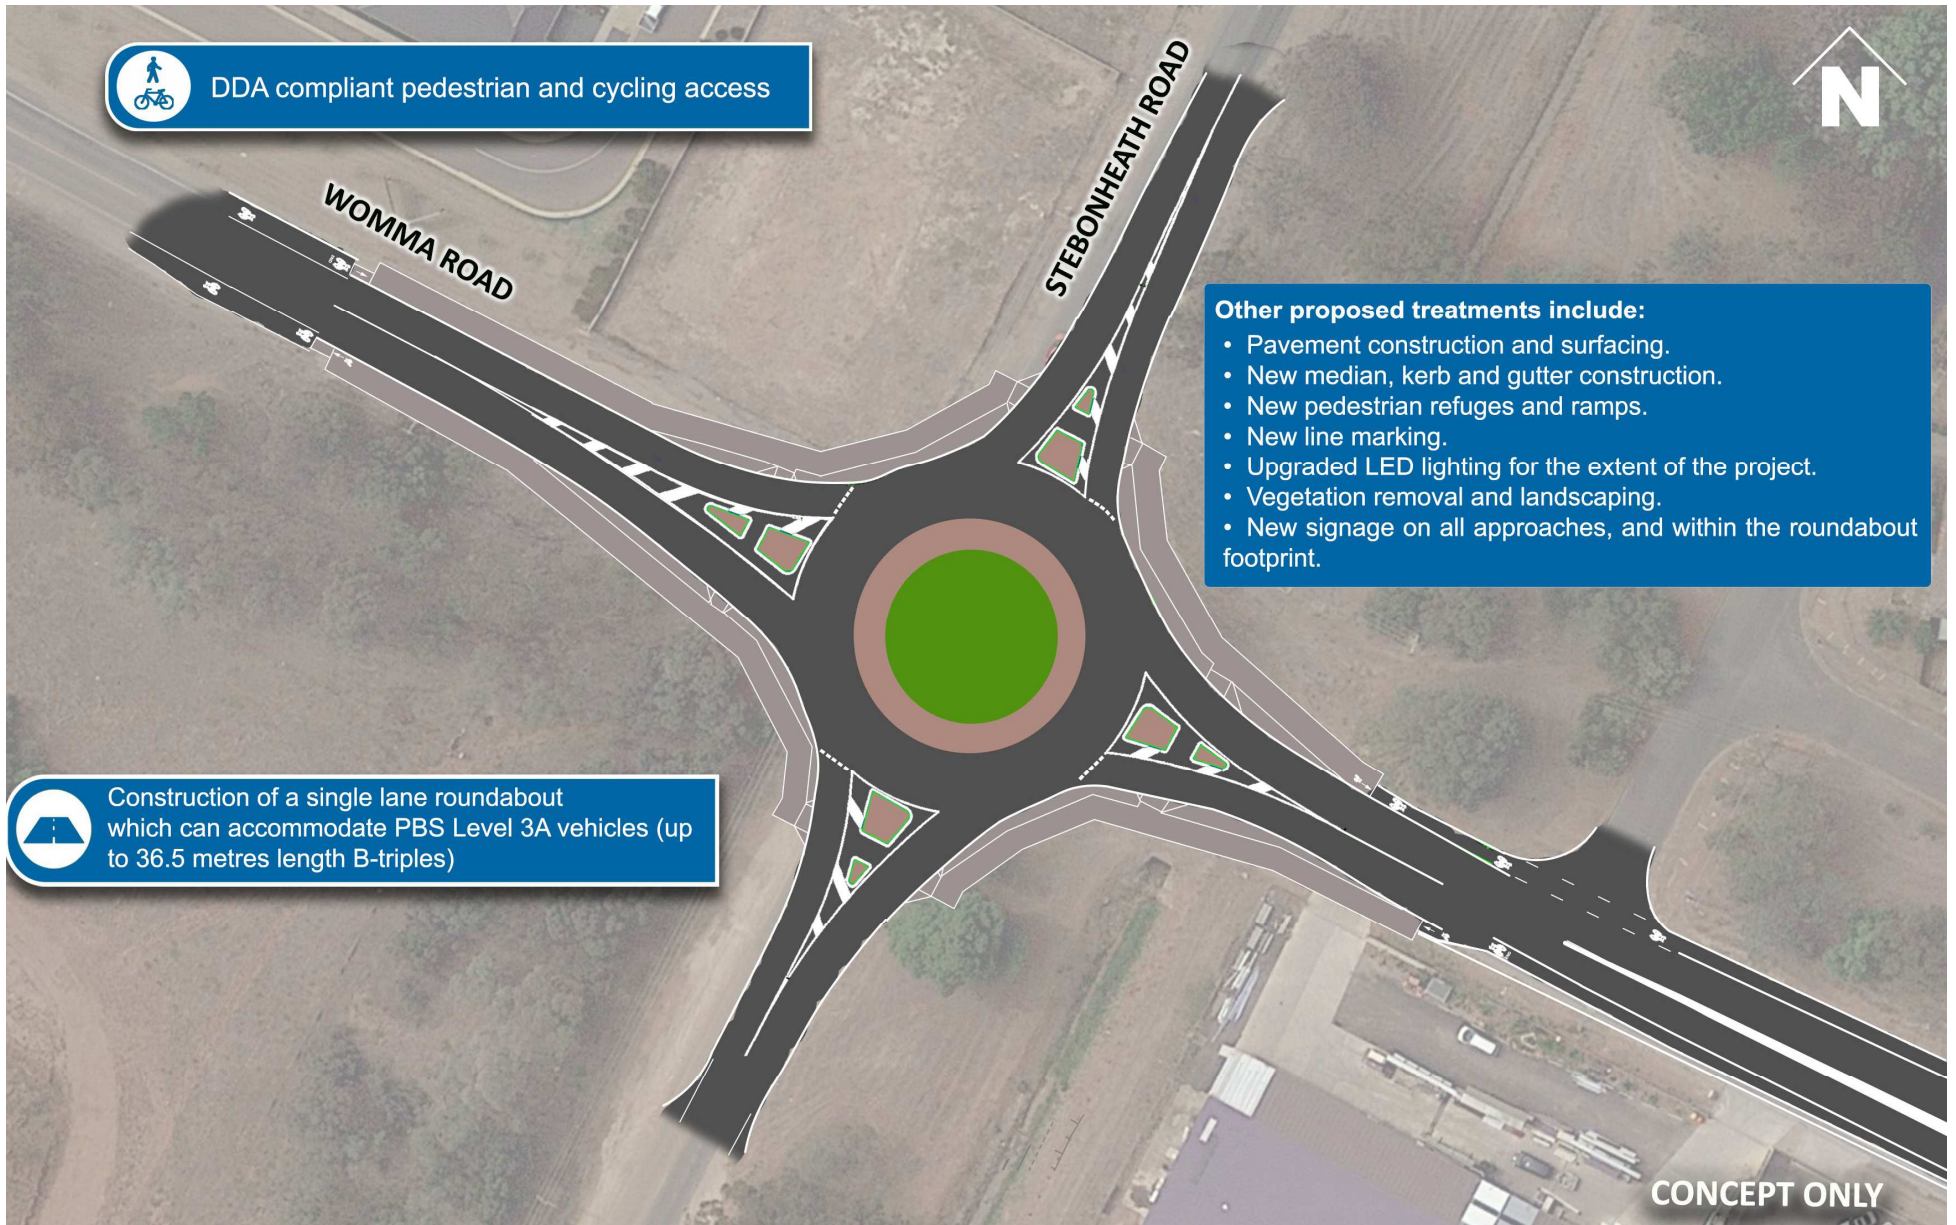 DDA compliant pedestrian and cycling access
N
WOMMA ROAD
STEBONHEATH ROAD
Other proposed treatments include:
• Pavement construction and surfacing.
• New median, kerb and gutter construction.
• New pedestrian refuges and ramps.
• New line marking.
• Upgraded LED lighting for the extent of the project.
• Vegetation removal and landscaping.
• New signage on all approaches, and within the roundabout
footprint.
Construction of a single lane roundabout
which can accommodate PBS Level 3A vehicles (up
to 36.5 metres length B-triples)
CONCEPT ONLY